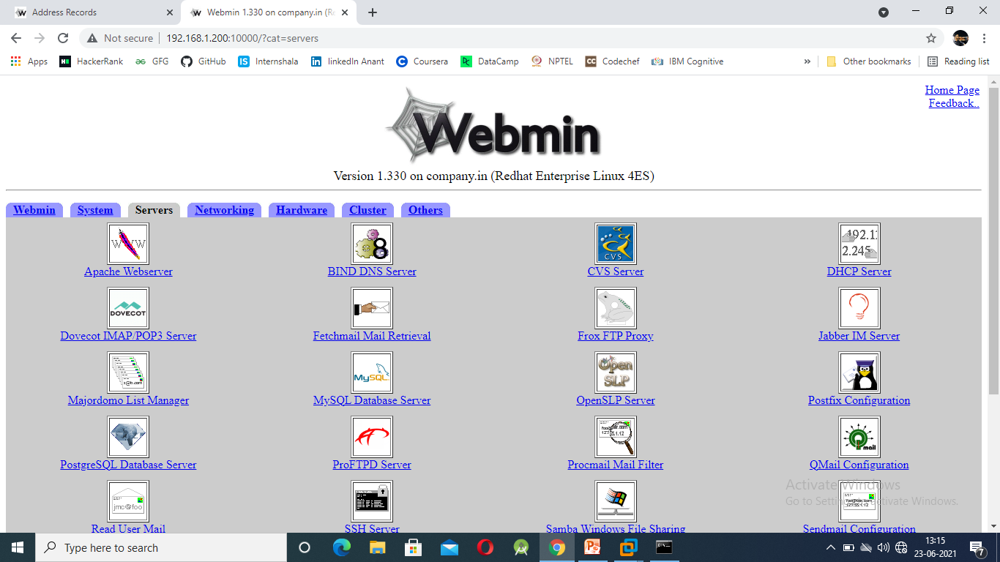 Address Records
Webmin 1.330 on company.in (Re
Not secure
192.168.1.200:10000/?cat=servers
Apps
HackerRank
GFG
GitHub
Internshala
linkedIn Anant
Coursera
DataCamp
NPTEL
Codechef
IBM Cognitive
»
Other bookmarks
Reading list
Home Page
Feedback..
Webmin
Version 1.330 on company.in (Redhat Enterprise Linux 4ES)
Webmin
System
Servers
Networking
Hardware
Cluster
Others
WWW
CVS
192.1
2.245
Apache Webserver
BIND DNS Server
CVS Server
DHCP Server
DOVECOT
Dovecot IMAP/POP3 Server
Fetchmail Mail Retrieval
Frox FTP Proxy
Jabber IM Server
MySQL
Open
SLP
Majordomo List Manager
MySQL Database Server
OpenSLP Server
Postfix Configuration
mail
PostgreSQL Database Server
ProFTPD Server
Procmail Mail Filter
QMail Configuration
jmc@foo
Read User Mail
SSH Server
Samba Windows File Sharing
Sendmail Configuration
Activate Windows
Go to Settings to activate Windows.
Type here to search
13:15
23-06-2021
7